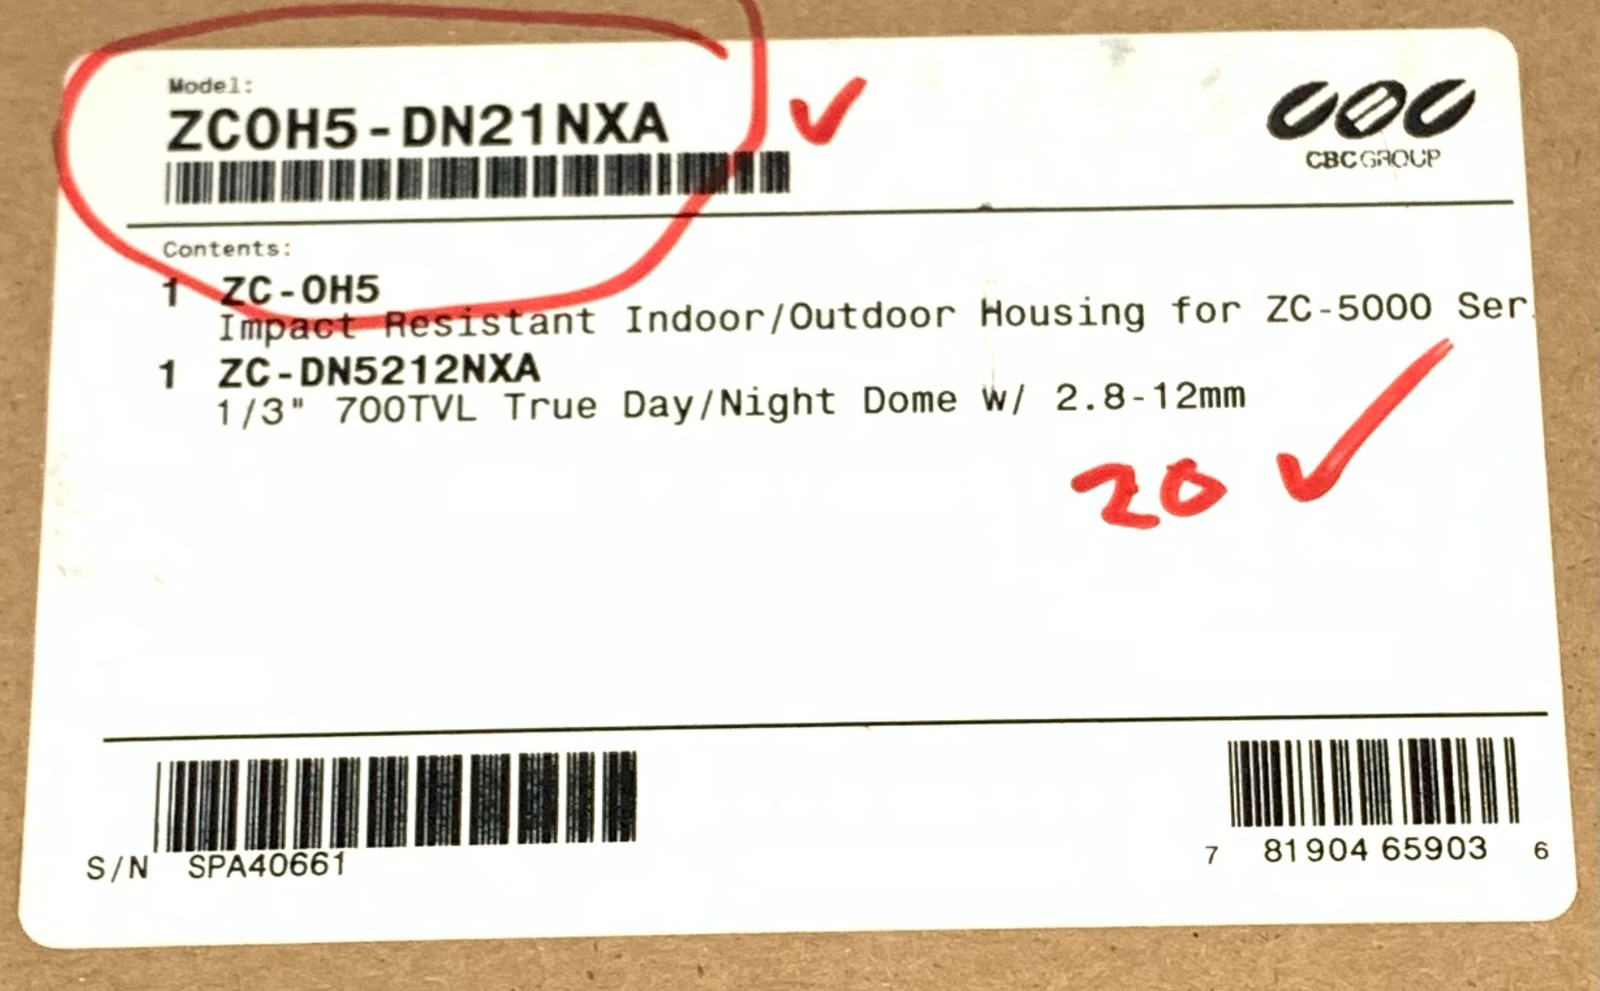 Model:
ZCOH5-DN21NXA
CBC GROUP
Contents:
1 ZC-OH5
Impact Resistant Indoor/Outdoor Housing for ZC-5000 Ser.
1 ZC-DN5212NXA
1/3" 700TVL True Day/Night Dome W/ 2.8-12mm
20
S/N SPA40661
7 81904 65903 6